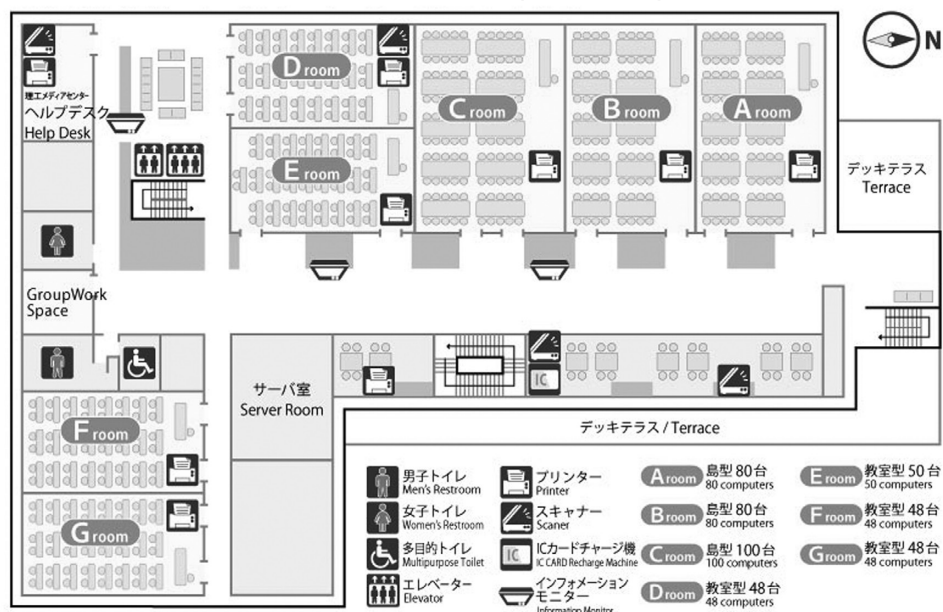 N
D room
C room
B room
A room
理工メディアセンター
ヘルプデスク
Help Desk
E room
デッキテラス
Terrace
GroupWork
Space
サーバ室
Server Room
IC
F room
G room
デッキテラス / Terrace
男子トイレ
Men's Restroom
女子トイレ
Women's Restroom
多目的トイレ
Multipurpose Toilet
エレベーター
Elevator
プリンター
Printer
スキャナー
Scaner
IC
ICカードチャージ機
IC CARD Recharge Machine
インフォメーション
モニター
Information Monitor
A room 島型 80台
80 computers
B room 島型 80台
80 computers
C room 島型 100台
100 computers
D room 教室型 48台
48 computers
E room 教室型 50台
50 computers
F room 教室型 48台
48 computers
G room 教室型 48台
48 computers